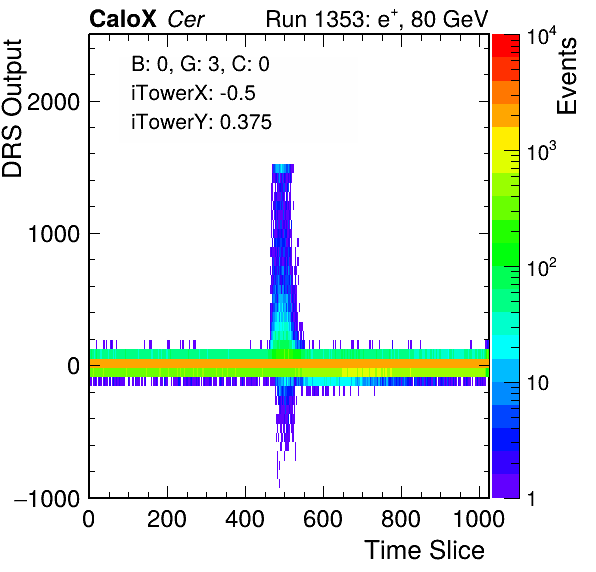 CaloX Cer Run 1353: e+, 80 GeV
B: 0, G: 3, C: 0
iTowerX: -0.5
iTowerY: 0.375
DRS Output
2000
1000
0
−1000
0 200 400 600 800 1000
Time Slice
Events
10^4
10^3
10^2
10
1